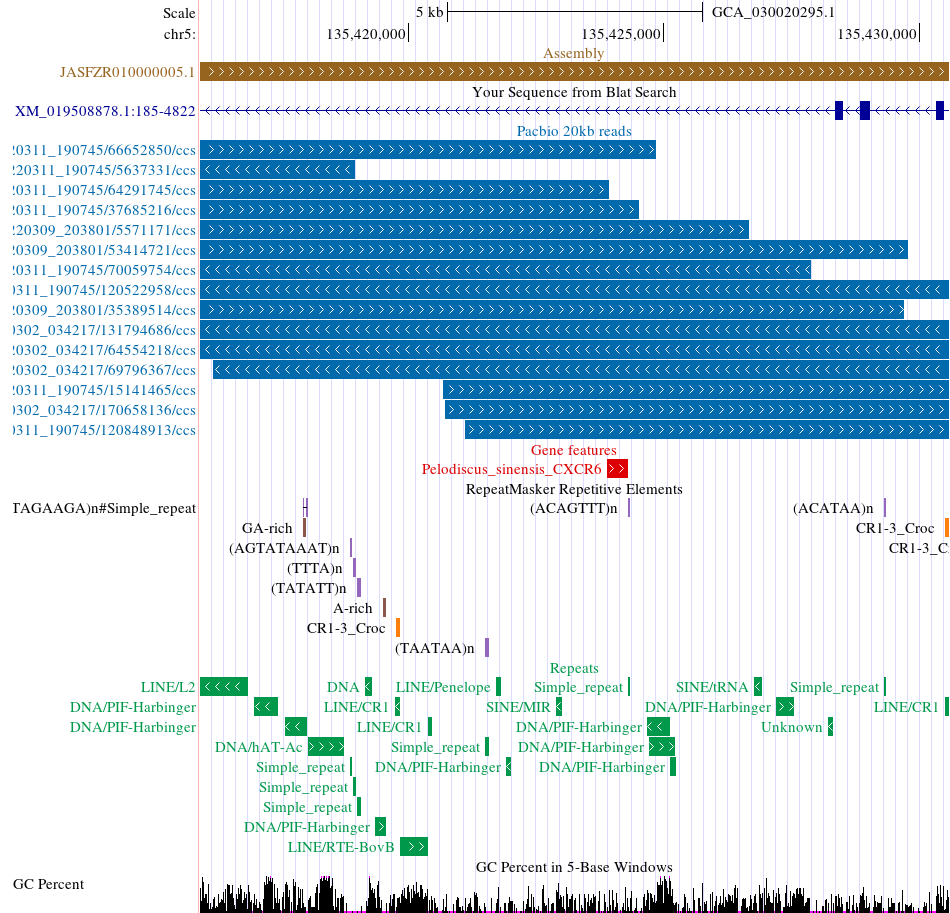 Scale 5 kb GCA_030020295.1
chr5: 135,420,000 135,425,000 135,430,000
Assembly
JASFZR010000005.1
Your Sequence from Blat Search
XM_019508878.1:185-4822
Pacbio 20kb reads
20311_190745/66652850/ccs
220311_190745/5637331/ccs
20311_190745/64291745/ccs
20311_190745/37685216/ccs
220309_203801/5571171/ccs
20309_203801/53414721/ccs
20311_190745/70059754/ccs
0311_190745/120522958/ccs
20309_203801/35389514/ccs
0302_034217/131794686/ccs
20302_034217/64554218/ccs
20302_034217/69796367/ccs
20311_190745/15141465/ccs
0302_034217/170658136/ccs
0311_190745/120848913/ccs
Gene features
Pelodiscus_sinensis_CXCR6
RepeatMasker Repetitive Elements
TAGAAGA)n#Simple_repeat (ACAGTTT)n (ACATAA)n
GA-rich CR1-3_Croc
(AGTATAAAT)n CR1-3_C
(TTTA)n
(TATATT)n
A-rich
CR1-3_Croc
(TAATAA)n
Repeats
LINE/L2 DNA LINE/Penelope Simple_repeat SINE/tRNA Simple_repeat
DNA/PIF-Harbinger LINE/CR1 SINE/MIR DNA/PIF-Harbinger LINE/CR1
DNA/PIF-Harbinger LINE/CR1 DNA/PIF-Harbinger Unknown
DNA/hAT-Ac Simple_repeat DNA/PIF-Harbinger
Simple_repeat DNA/PIF-Harbinger DNA/PIF-Harbinger
Simple_repeat
Simple_repeat
DNA/PIF-Harbinger
LINE/RTE-BovB
GC Percent in 5-Base Windows
GC Percent